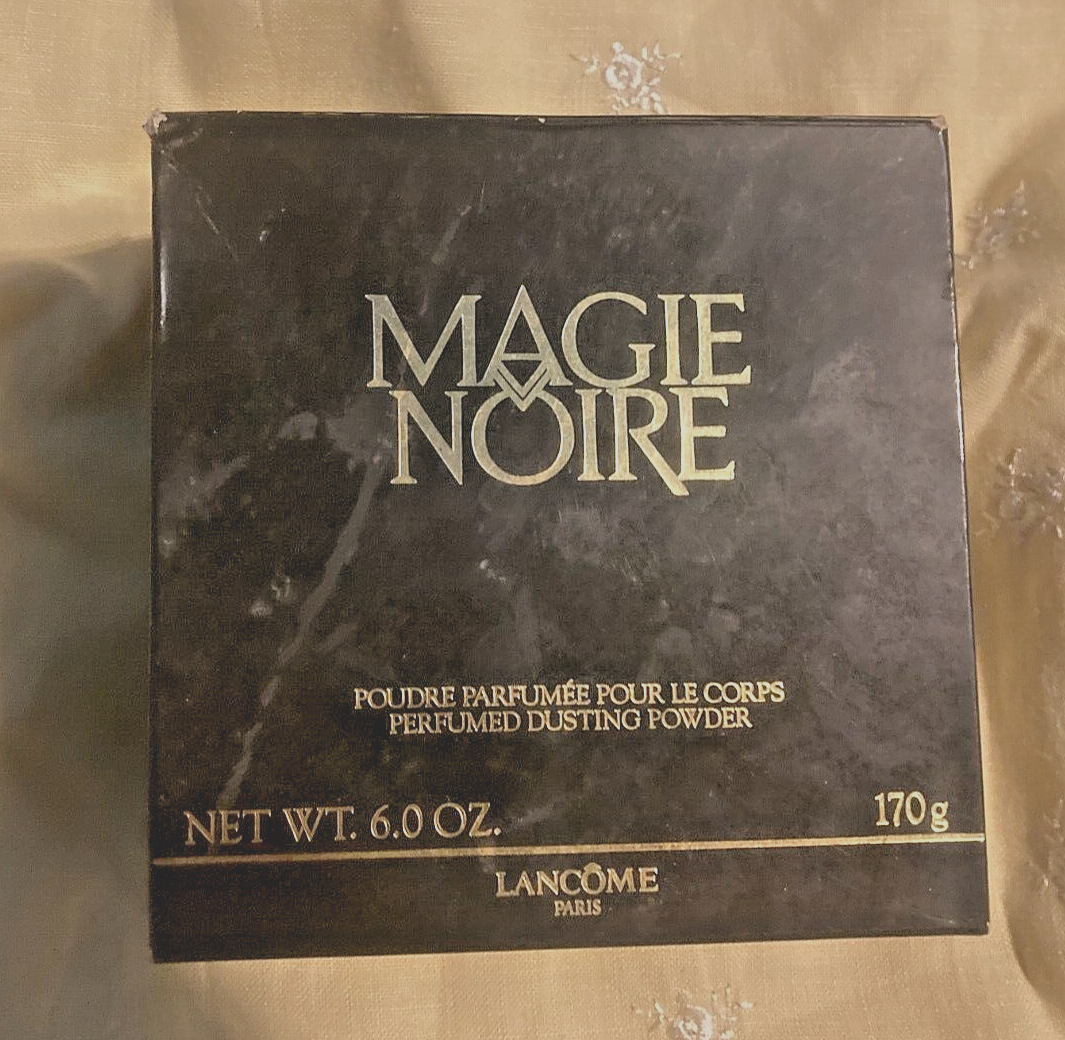 MAGIE
NOIRE
POUDRE PARFUMÉE POUR LE CORPS
PERFUMED DUSTING POWDER
NET WT. 6.0 OZ. 170g
LANCÔME
PARIS